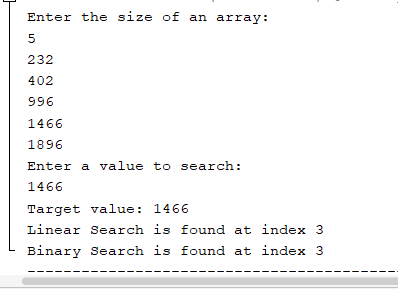 Enter the size of an array:
5
232
402
996
1466
1896
Enter a value to search:
1466
Target value: 1466
Linear Search is found at index 3
Binary Search is found at index 3
------------------------------------------